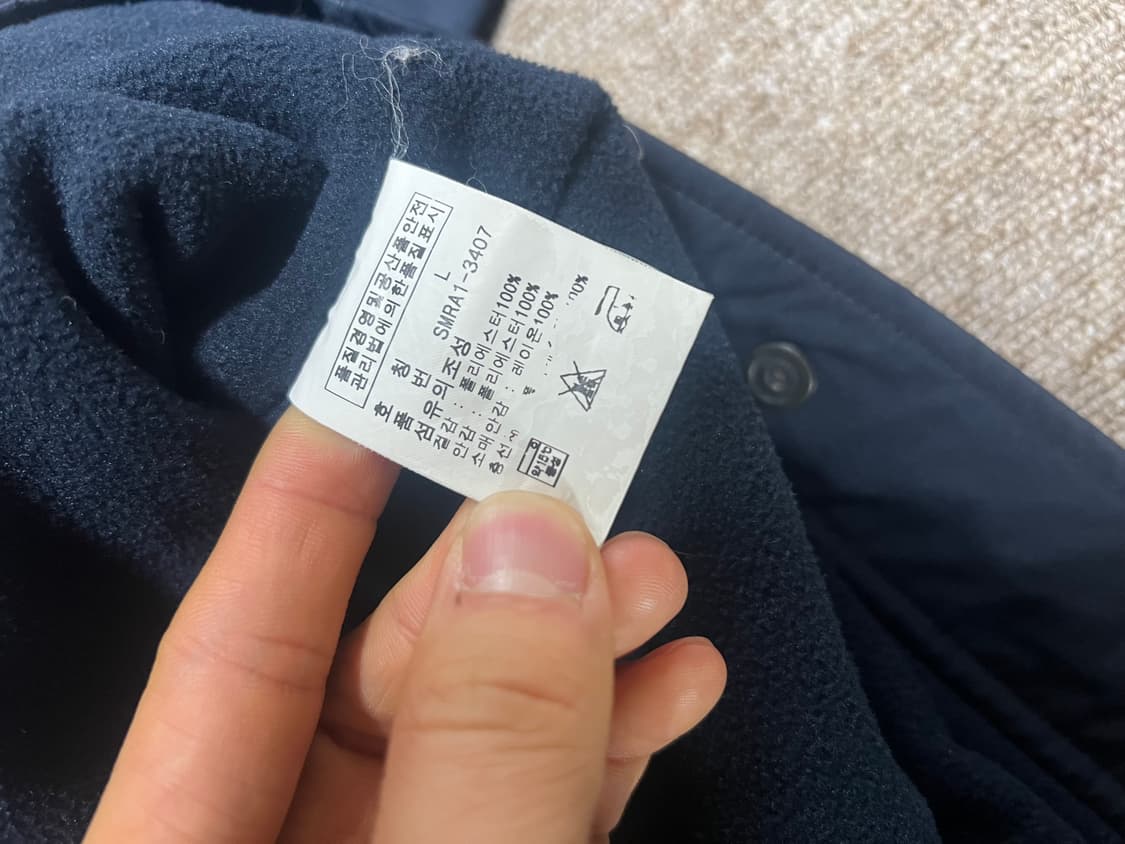 품질경영및공산품안전
관리법에의한품질표시
호 칭 L
품 번 SMRA1-3407
섬유의 조성
겉감 : 폴리에스터100%
안감 : 폴리에스터100%
소매안감 : 레이온100%
충선